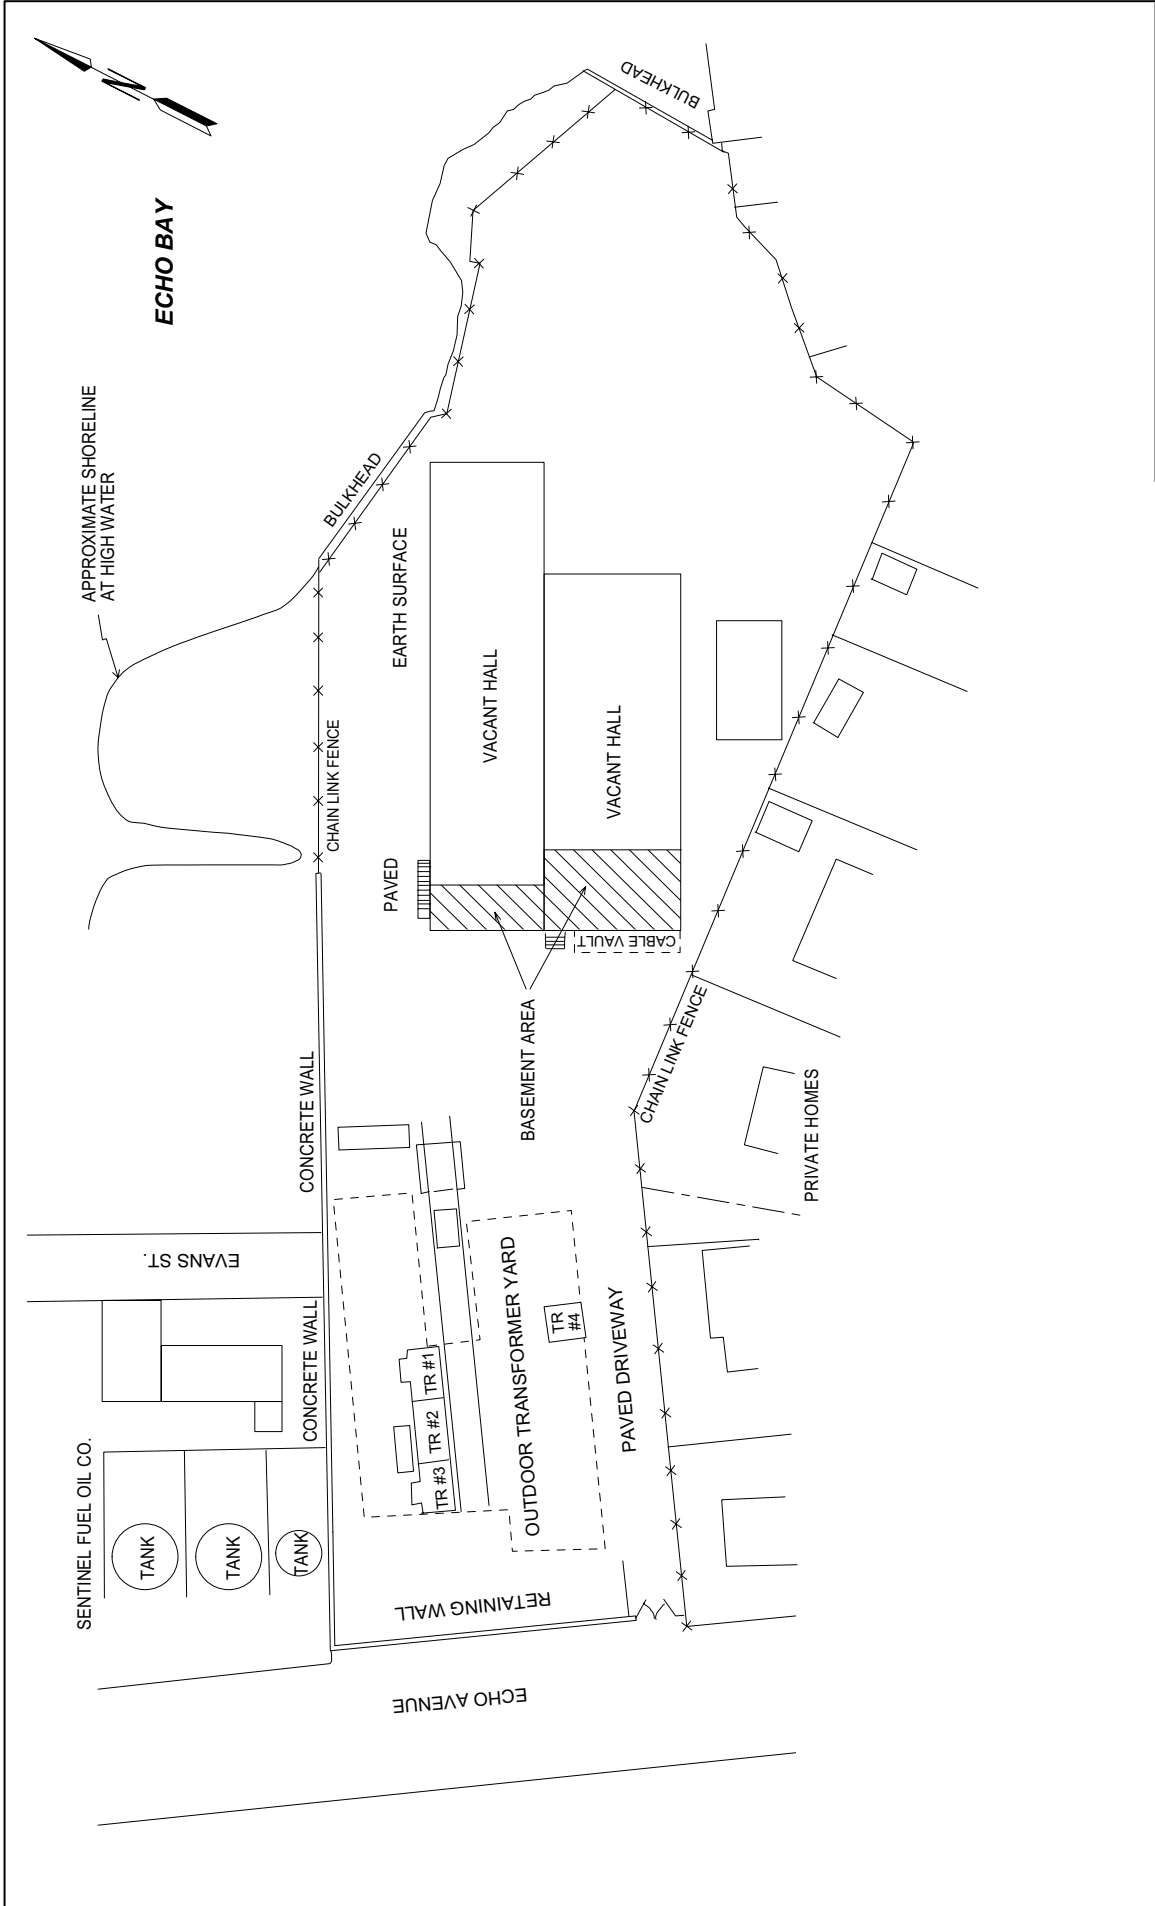 N
ECHO BAY
APPROXIMATE SHORELINE
AT HIGH WATER
BULKHEAD
BULKHEAD
CHAIN LINK FENCE
EARTH SURFACE
PAVED
VACANT HALL
VACANT HALL
CABLE VAULT
BASEMENT AREA
CONCRETE WALL
CONCRETE WALL
EVANS ST.
SENTINEL FUEL OIL CO.
TANK
TANK
TANK
TR #1
TR #2
TR #3
TR
#4
OUTDOOR TRANSFORMER YARD
PAVED DRIVEWAY
CHAIN LINK FENCE
PRIVATE HOMES
RETAINING WALL
ECHO AVENUE